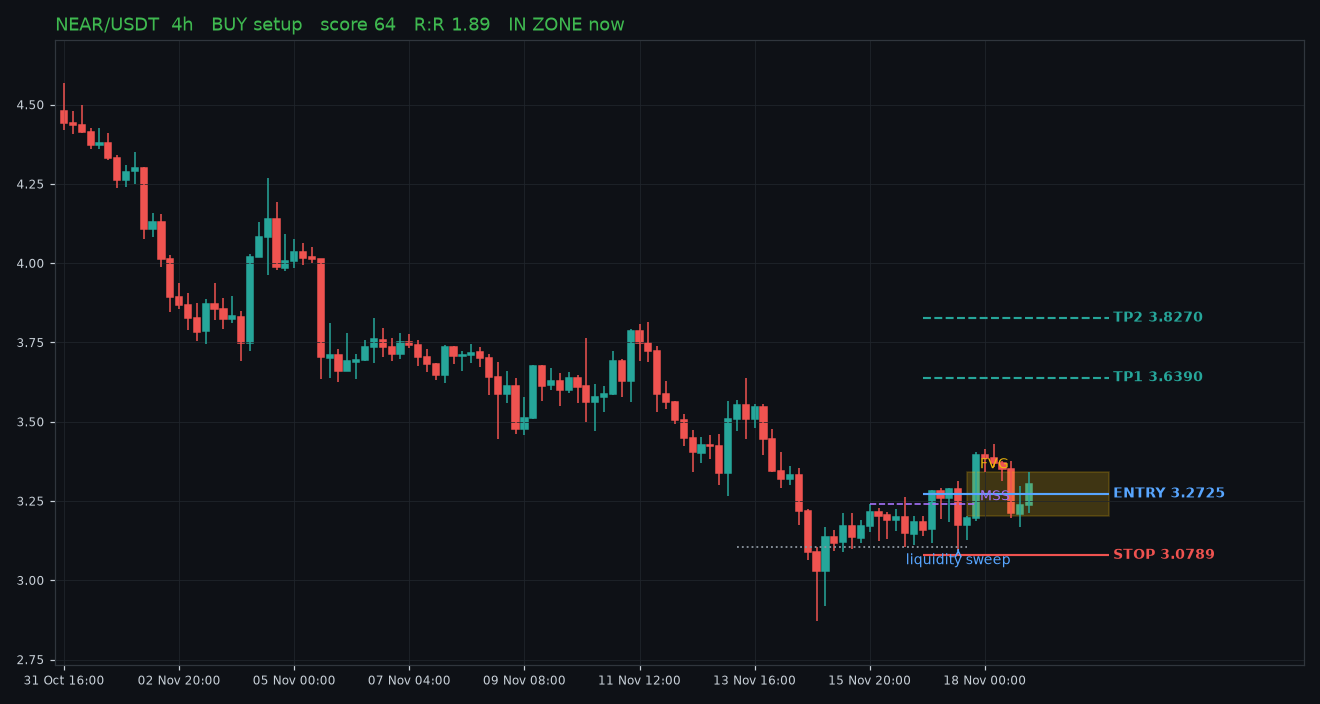 NEAR/USDT 4h BUY setup score 64 R:R 1.89 IN ZONE now
4.50
4.25
4.00
3.75
3.50
3.25
3.00
2.75
TP2 3.8270
TP1 3.6390
FVG
ENTRY 3.2725
MSS
STOP 3.0789
liquidity sweep
31 Oct 16:00 02 Nov 20:00 05 Nov 00:00 07 Nov 04:00 09 Nov 08:00 11 Nov 12:00 13 Nov 16:00 15 Nov 20:00 18 Nov 00:00